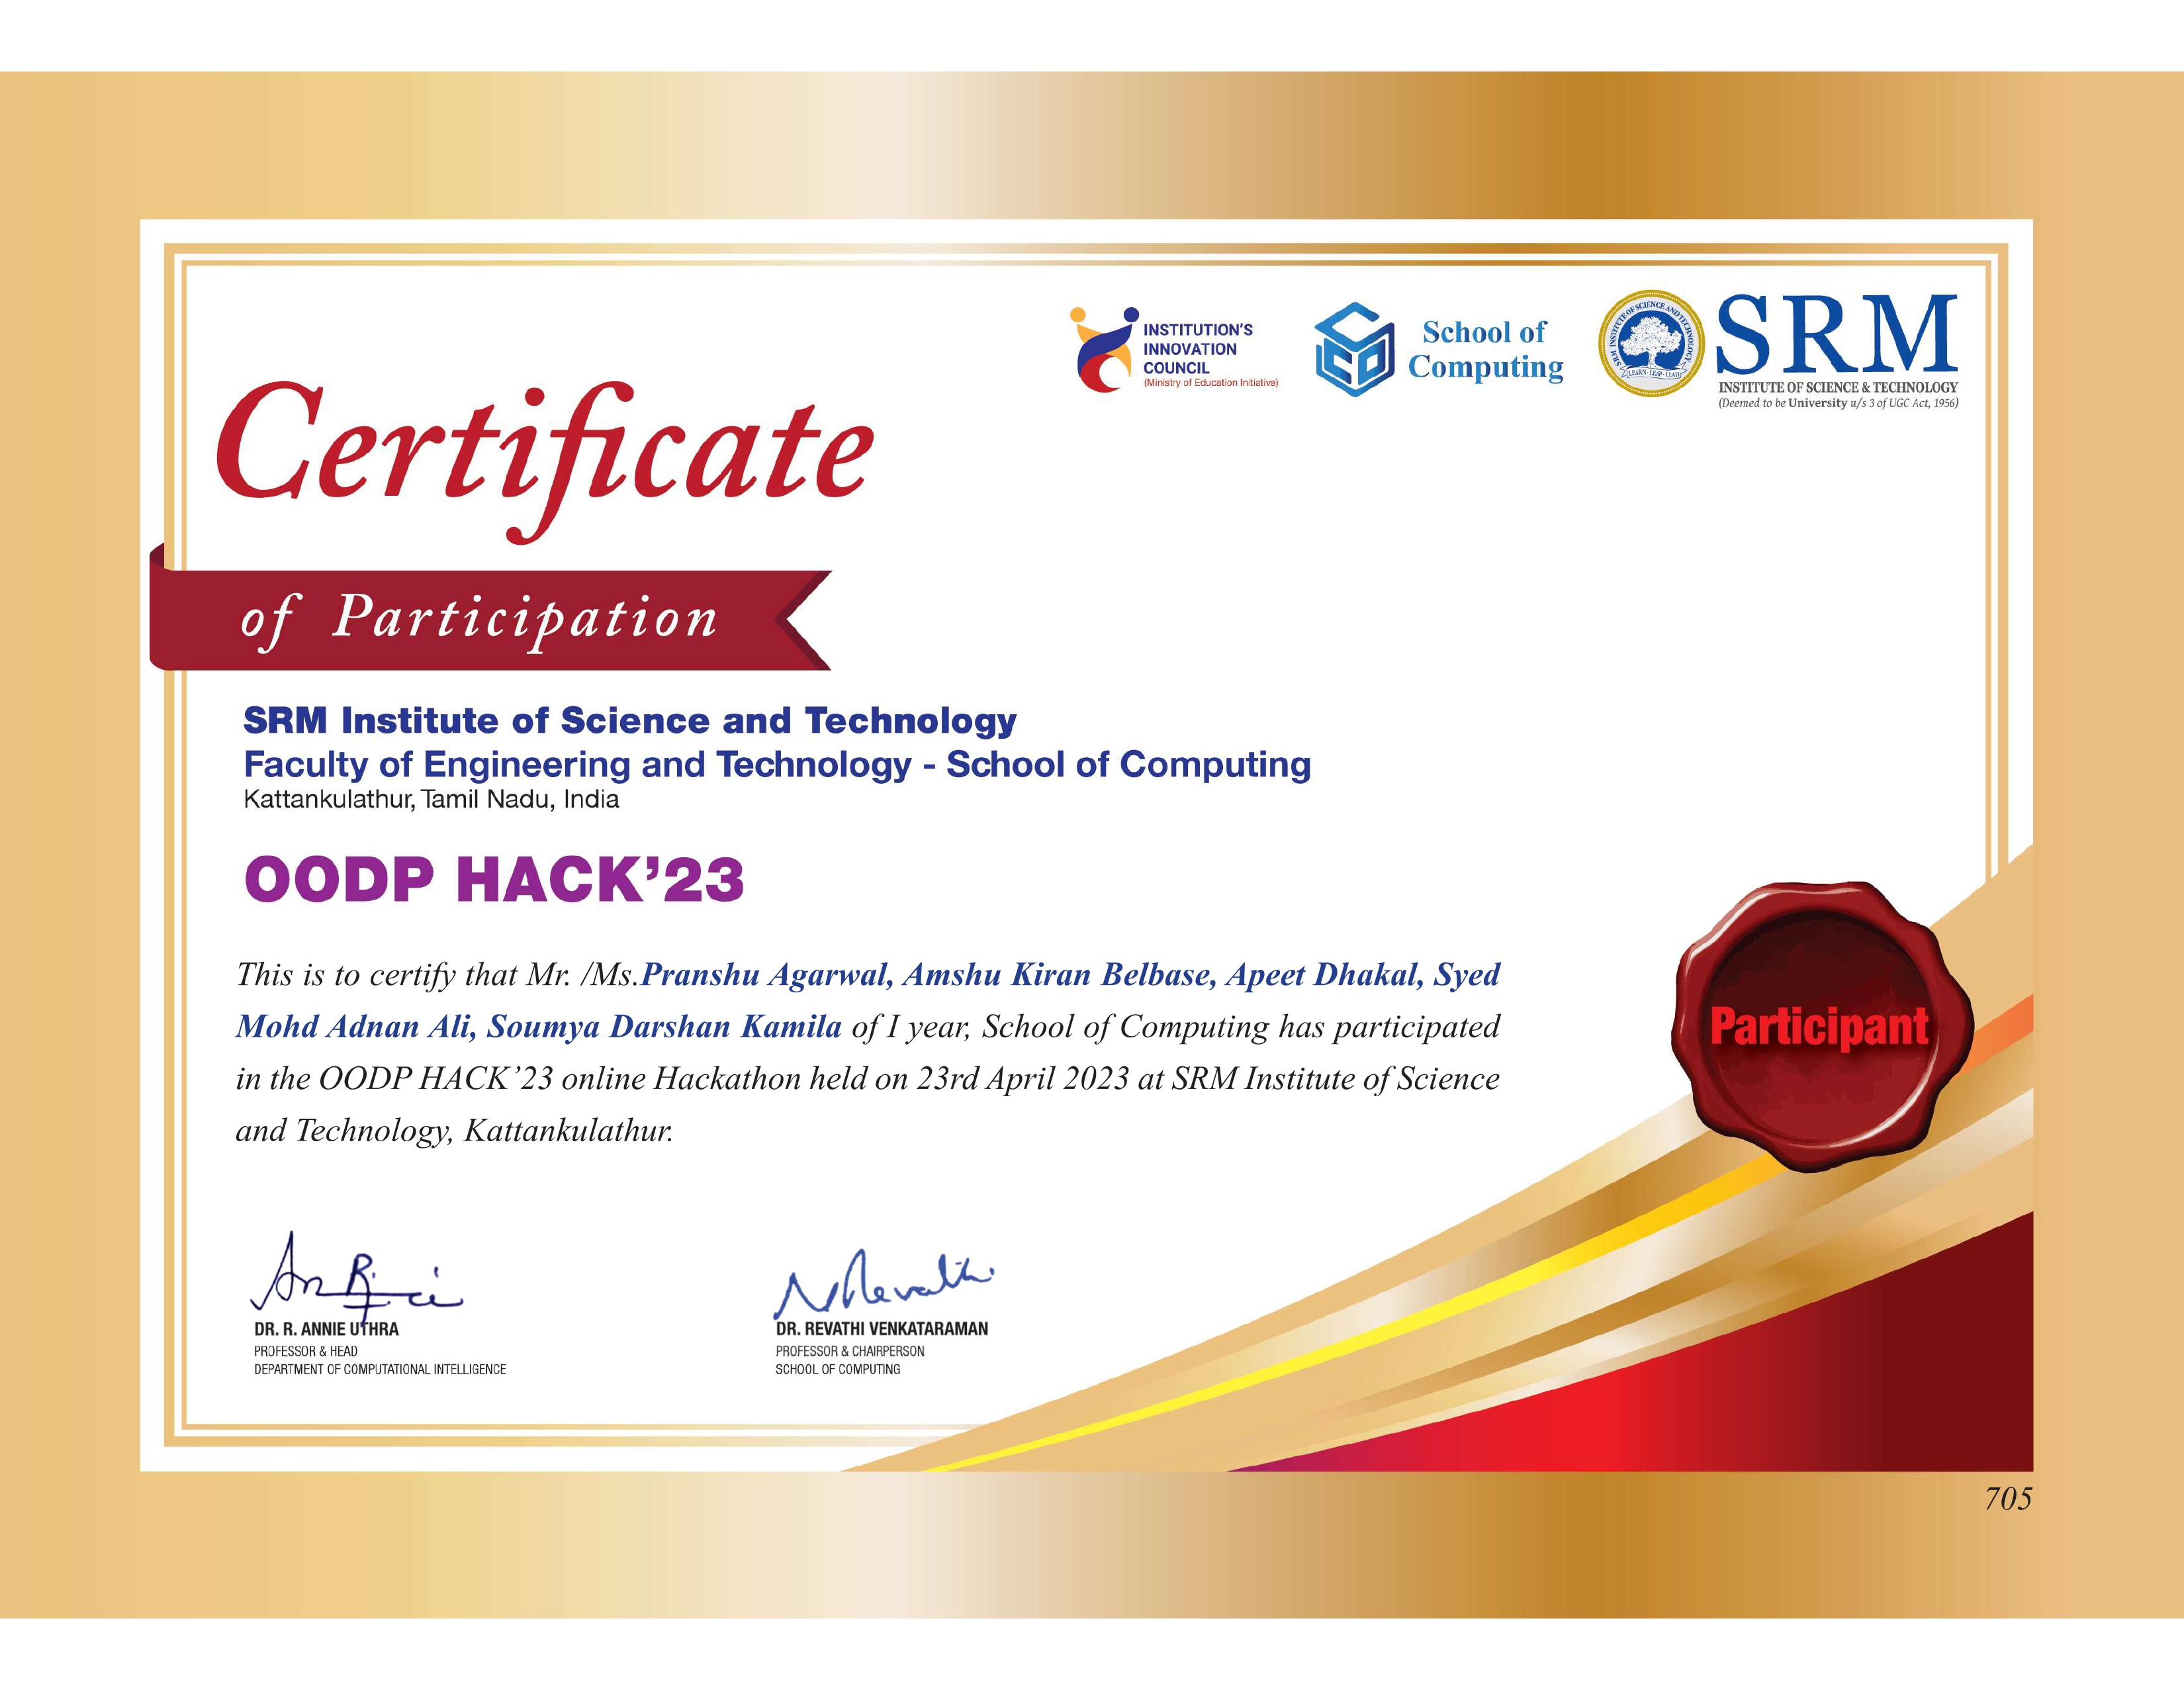 INSTITUTION'S
INNOVATION
COUNCIL
(Ministry of Education Initiative)
School of
Computing
SRM INSTITUTE OF SCIENCE AND TECHNOLOGY
LEARN - LEAP - LEAD
SRM
INSTITUTE OF SCIENCE & TECHNOLOGY
(Deemed to be University u/s 3 of UGC Act, 1956)
Certificate
of Participation
SRM Institute of Science and Technology
Faculty of Engineering and Technology - School of Computing
Kattankulathur, Tamil Nadu, India
OODP HACK’23
This is to certify that Mr. /Ms.Pranshu Agarwal, Amshu Kiran Belbase, Apeet Dhakal, Syed
Mohd Adnan Ali, Soumya Darshan Kamila of I year, School of Computing has participated
in the OODP HACK’23 online Hackathon held on 23rd April 2023 at SRM Institute of Science
and Technology, Kattankulathur.
Participant
DR. R. ANNIE UTHRA
PROFESSOR & HEAD
DEPARTMENT OF COMPUTATIONAL INTELLIGENCE
DR. REVATHI VENKATARAMAN
PROFESSOR & CHAIRPERSON
SCHOOL OF COMPUTING
705